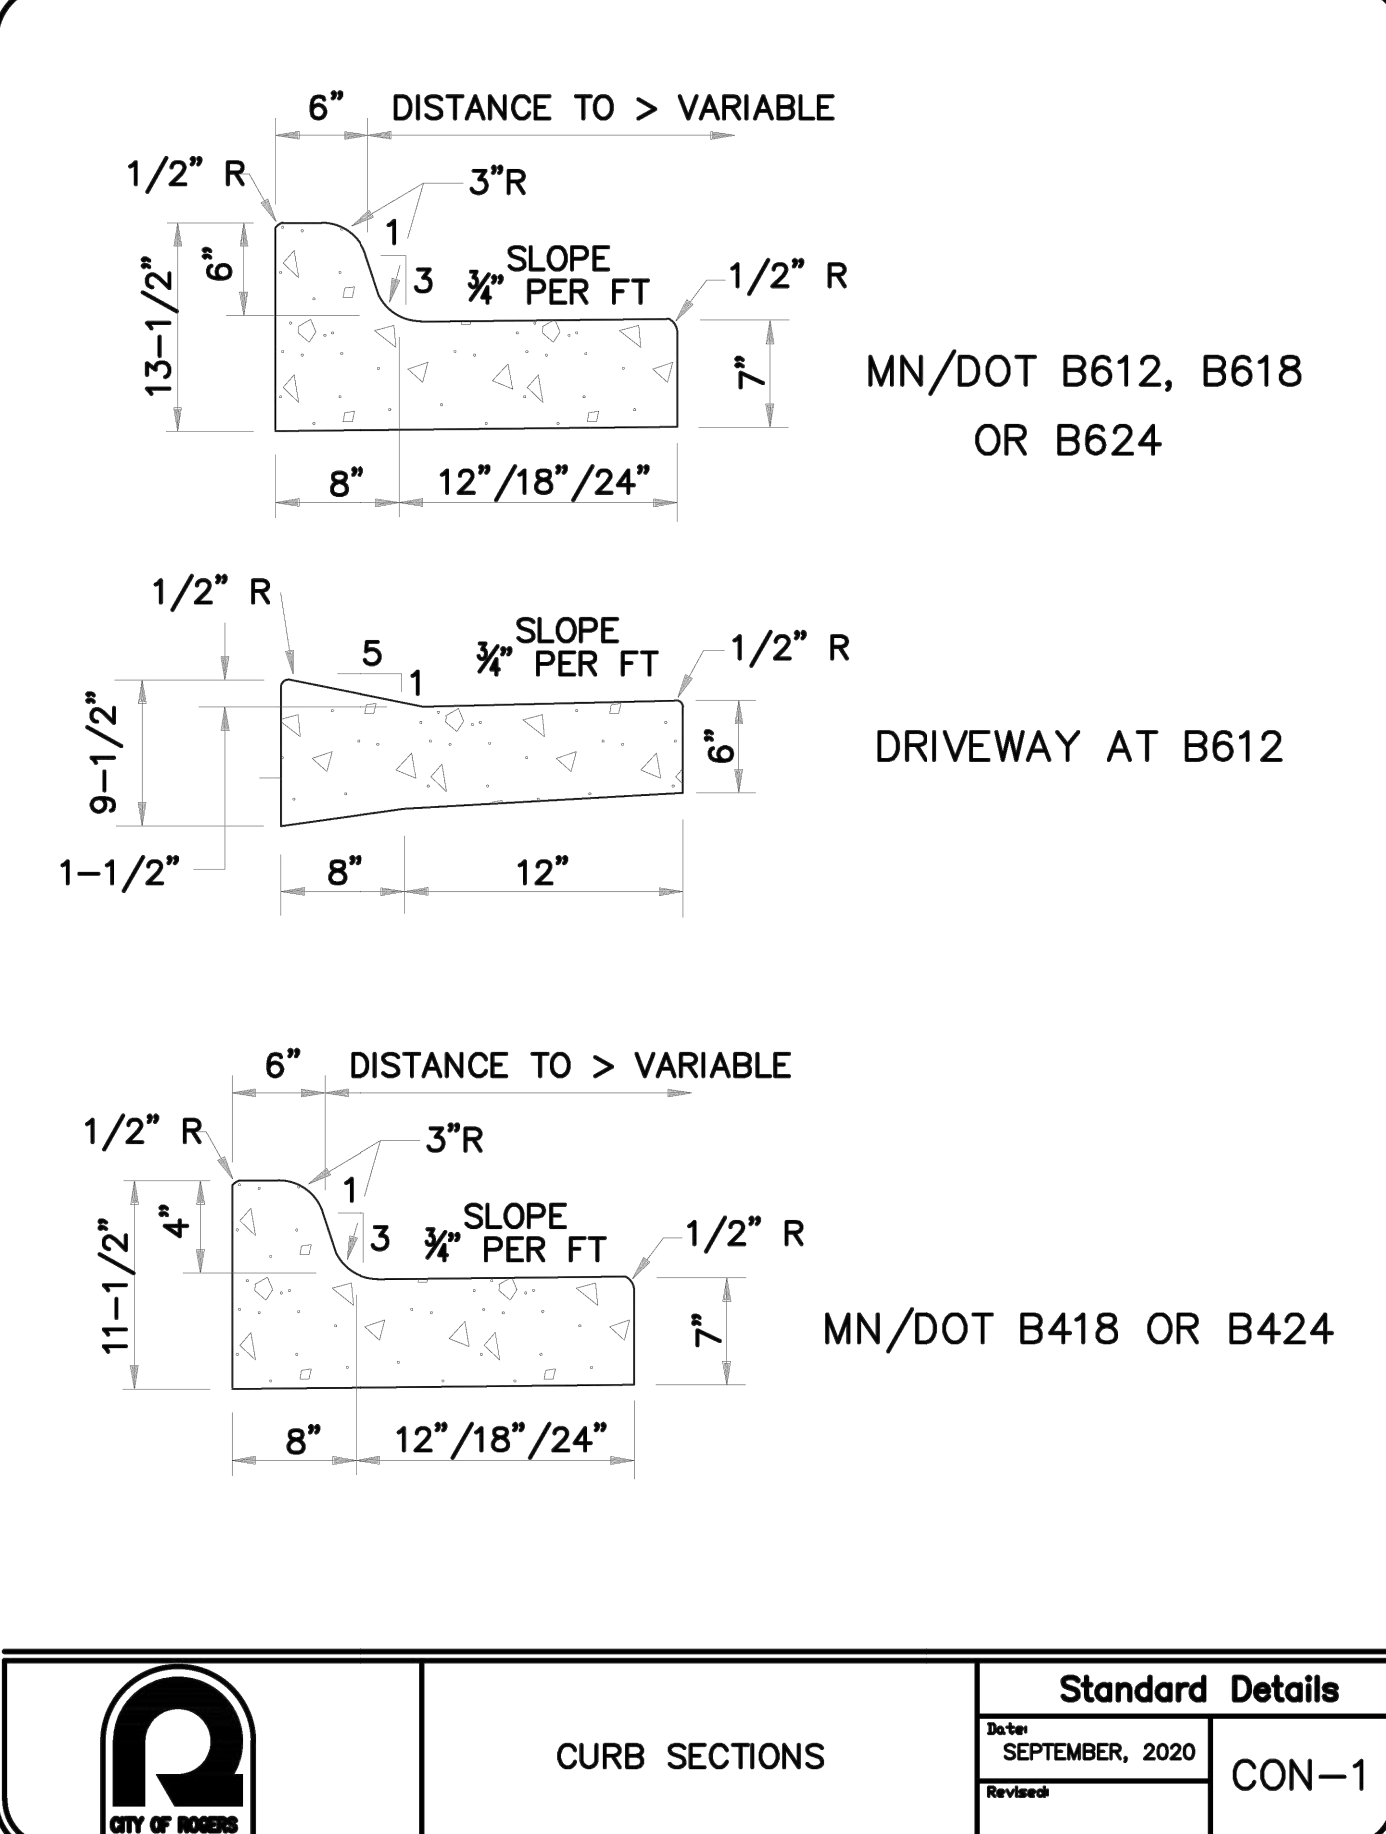 6” DISTANCE TO > VARIABLE
1/2” R
3”R
1
3
6”
13-1/2”
SLOPE
¾” PER FT
1/2” R
7”
MN/DOT B612, B618
OR B624
8”
12”/18”/24”
1/2” R
5
1
SLOPE
¾” PER FT
1/2” R
9-1/2”
6”
DRIVEWAY AT B612
1-1/2”
8”
12”
6” DISTANCE TO > VARIABLE
1/2” R
3”R
1
3
4”
11-1/2”
SLOPE
¾” PER FT
1/2” R
7”
MN/DOT B418 OR B424
8”
12”/18”/24”
CITY OF ROGERS
CURB SECTIONS
Standard Details
Date:
SEPTEMBER, 2020
Revised:
CON-1